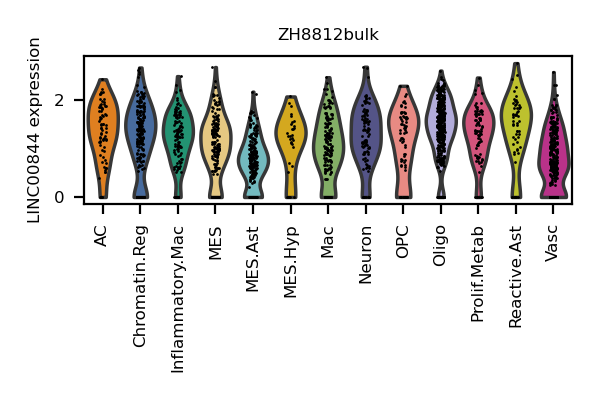 ZH8812bulk
LINC00844 expression
2
0
AC
Chromatin.Reg
Inflammatory.Mac
MES
MES.Ast
MES.Hyp
Mac
Neuron
OPC
Oligo
Prolif.Metab
Reactive.Ast
Vasc